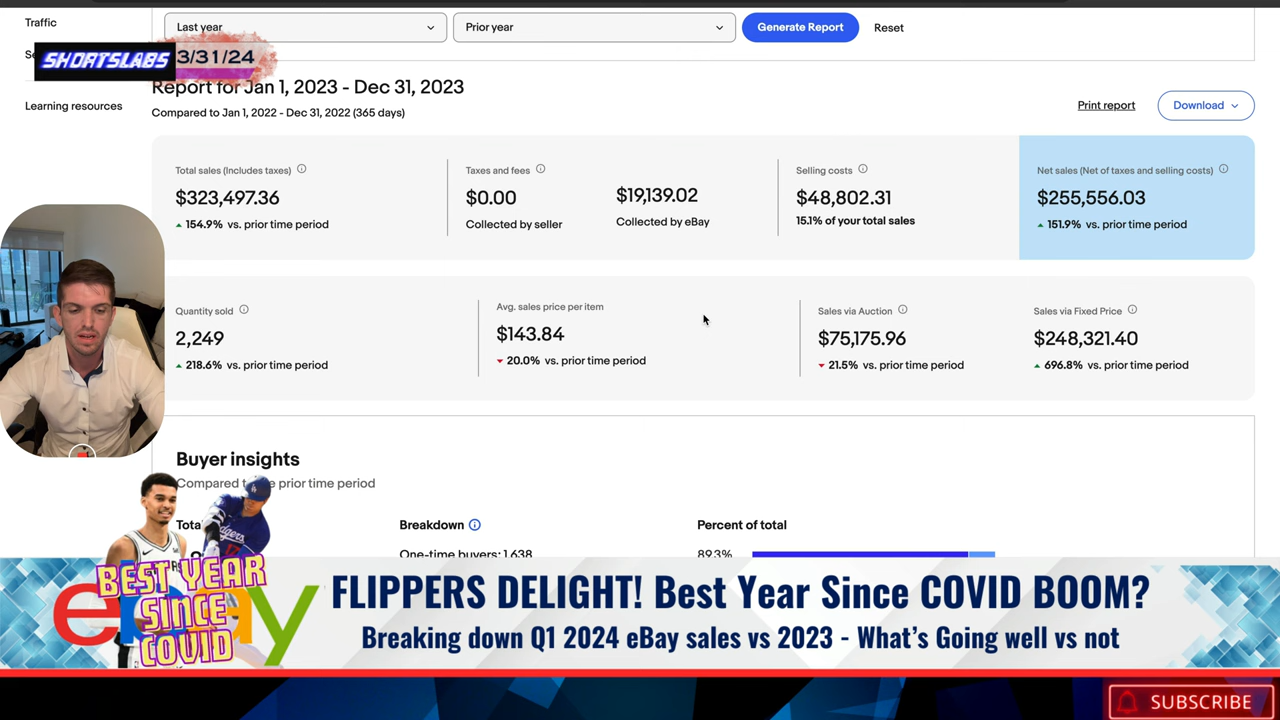 Traffic
Last year
Prior year
Generate Report
Reset
SHORTSLABS
3/31/24
Report for Jan 1, 2023 - Dec 31, 2023
Learning resources
Compared to Jan 1, 2022 - Dec 31, 2022 (365 days)
Print report
Download
Total sales (Includes taxes)
$323,497.36
154.9% vs. prior time period
Taxes and fees
$0.00
Collected by seller
$19,139.02
Collected by eBay
Selling costs
$48,802.31
15.1% of your total sales
Net sales (Net of taxes and selling costs)
$255,556.03
151.9% vs. prior time period
Quantity sold
2,249
218.6% vs. prior time period
Avg. sales price per item
$143.84
20.0% vs. prior time period
Sales via Auction
$75,175.96
21.5% vs. prior time period
Sales via Fixed Price
$248,321.40
696.8% vs. prior time period
Buyer insights
Compared prior time period
Breakdown
Percent of total
One-time buyers: 1,638
89.3%
Dodgers
17
BEST YEAR
SINCE
COVID
ebay
FLIPPERS DELIGHT! Best Year Since COVID BOOM?
Breaking down Q1 2024 eBay sales vs 2023 - What's Going well vs not
SUBSCRIBE